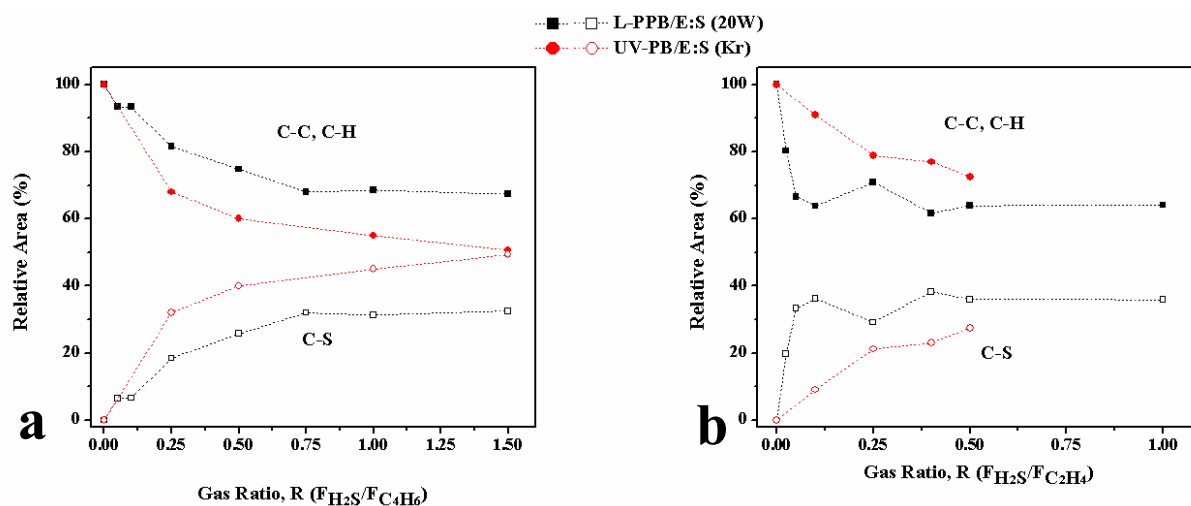 L-PPB/E:S (20W)
UV-PB/E:S (Kr)
100
80
60
40
20
0
Relative Area (%)
C-C, C-H
C-S
a
0.00 0.25 0.50 0.75 1.00 1.25 1.50
Gas Ratio, R (FH2S/FC4H6)
100
80
60
40
20
0
Relative Area (%)
C-C, C-H
C-S
b
0.00 0.25 0.50 0.75 1.00
Gas Ratio, R (FH2S/FC2H4)